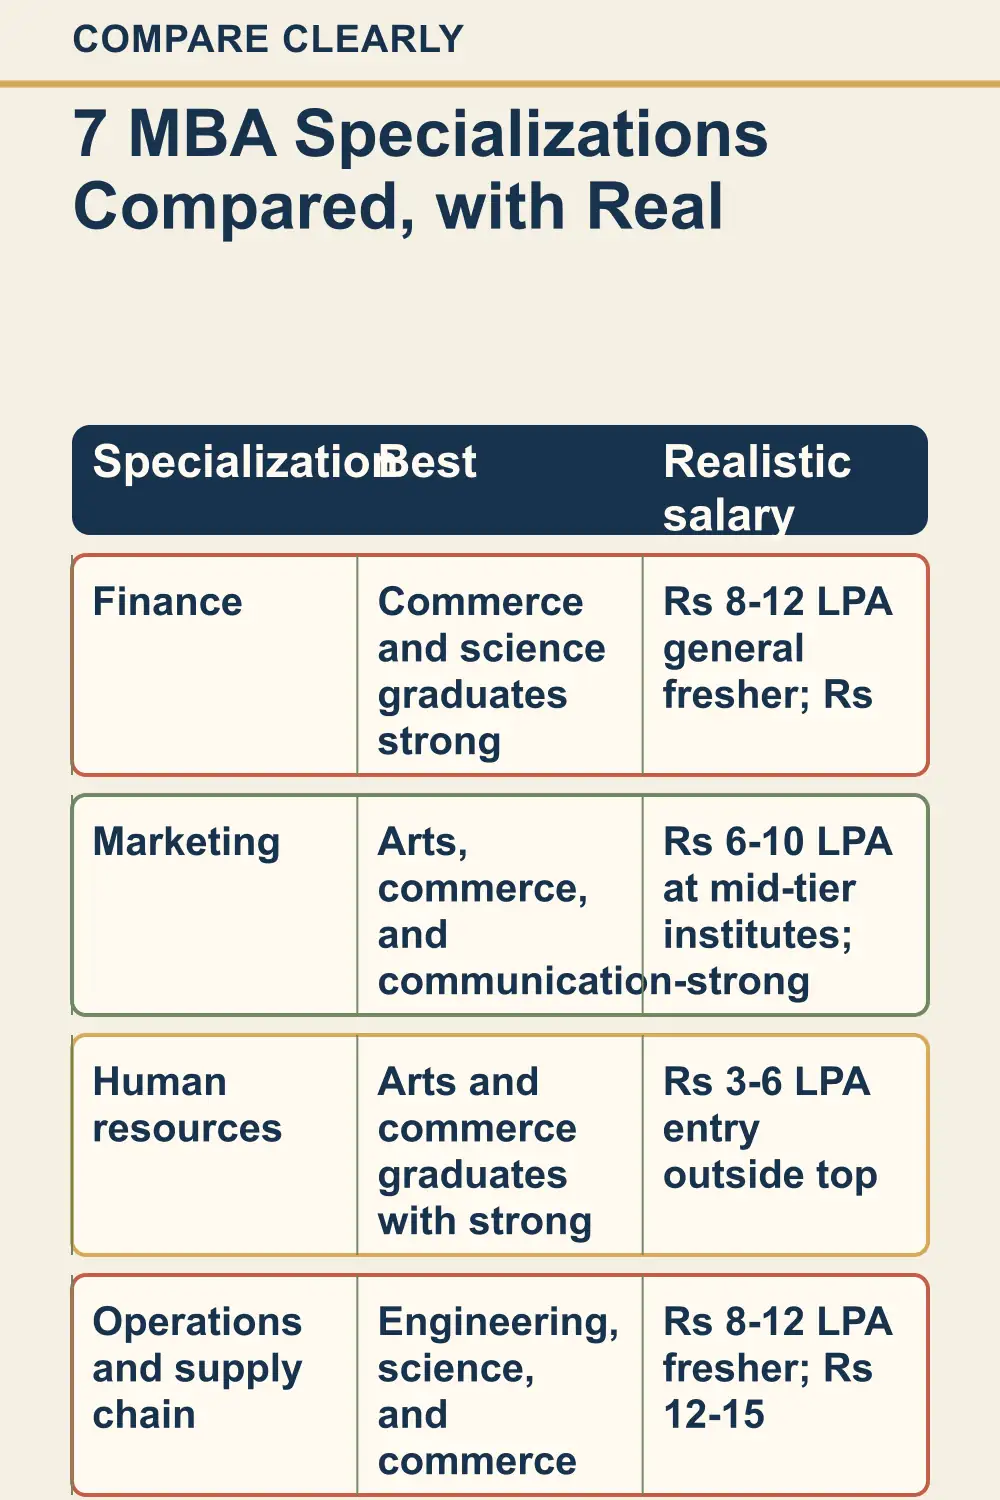 COMPARE CLEARLY
7 MBA Specializations
Compared, with Real
Specialization
Best
Realistic
salary
Finance
Commerce
and science
graduates
strong
Rs 8-12 LPA
general
fresher; Rs
Marketing
Arts,
commerce,
and
communication-strong
Rs 6-10 LPA
at mid-tier
institutes;
Human
resources
Arts and
commerce
graduates
with strong
Rs 3-6 LPA
entry
outside top
Operations
and supply
chain
Engineering,
science,
and
commerce
Rs 8-12 LPA
fresher; Rs
12-15